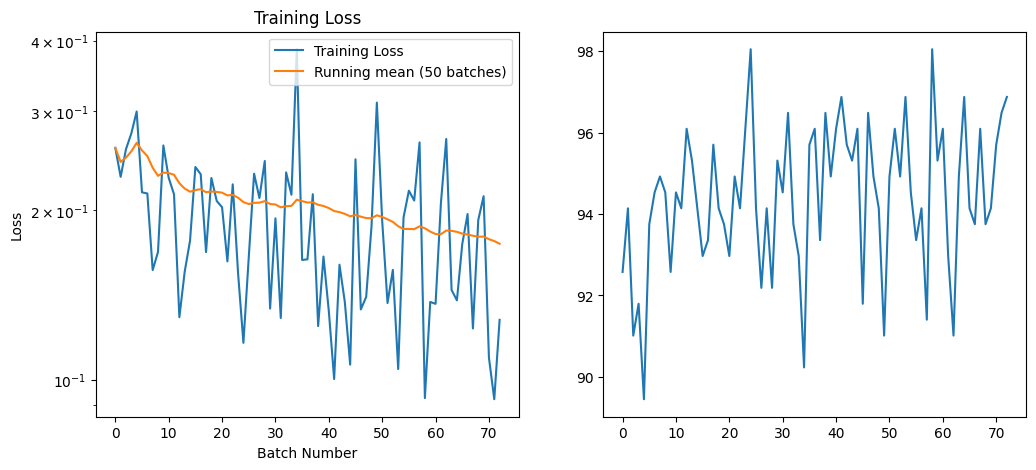 Training Loss
Training Loss
Running mean (50 batches)
4 × 10⁻¹
3 × 10⁻¹
2 × 10⁻¹
10⁻¹
Loss
0 10 20 30 40 50 60 70
Batch Number
98
96
94
92
90
0 10 20 30 40 50 60 70